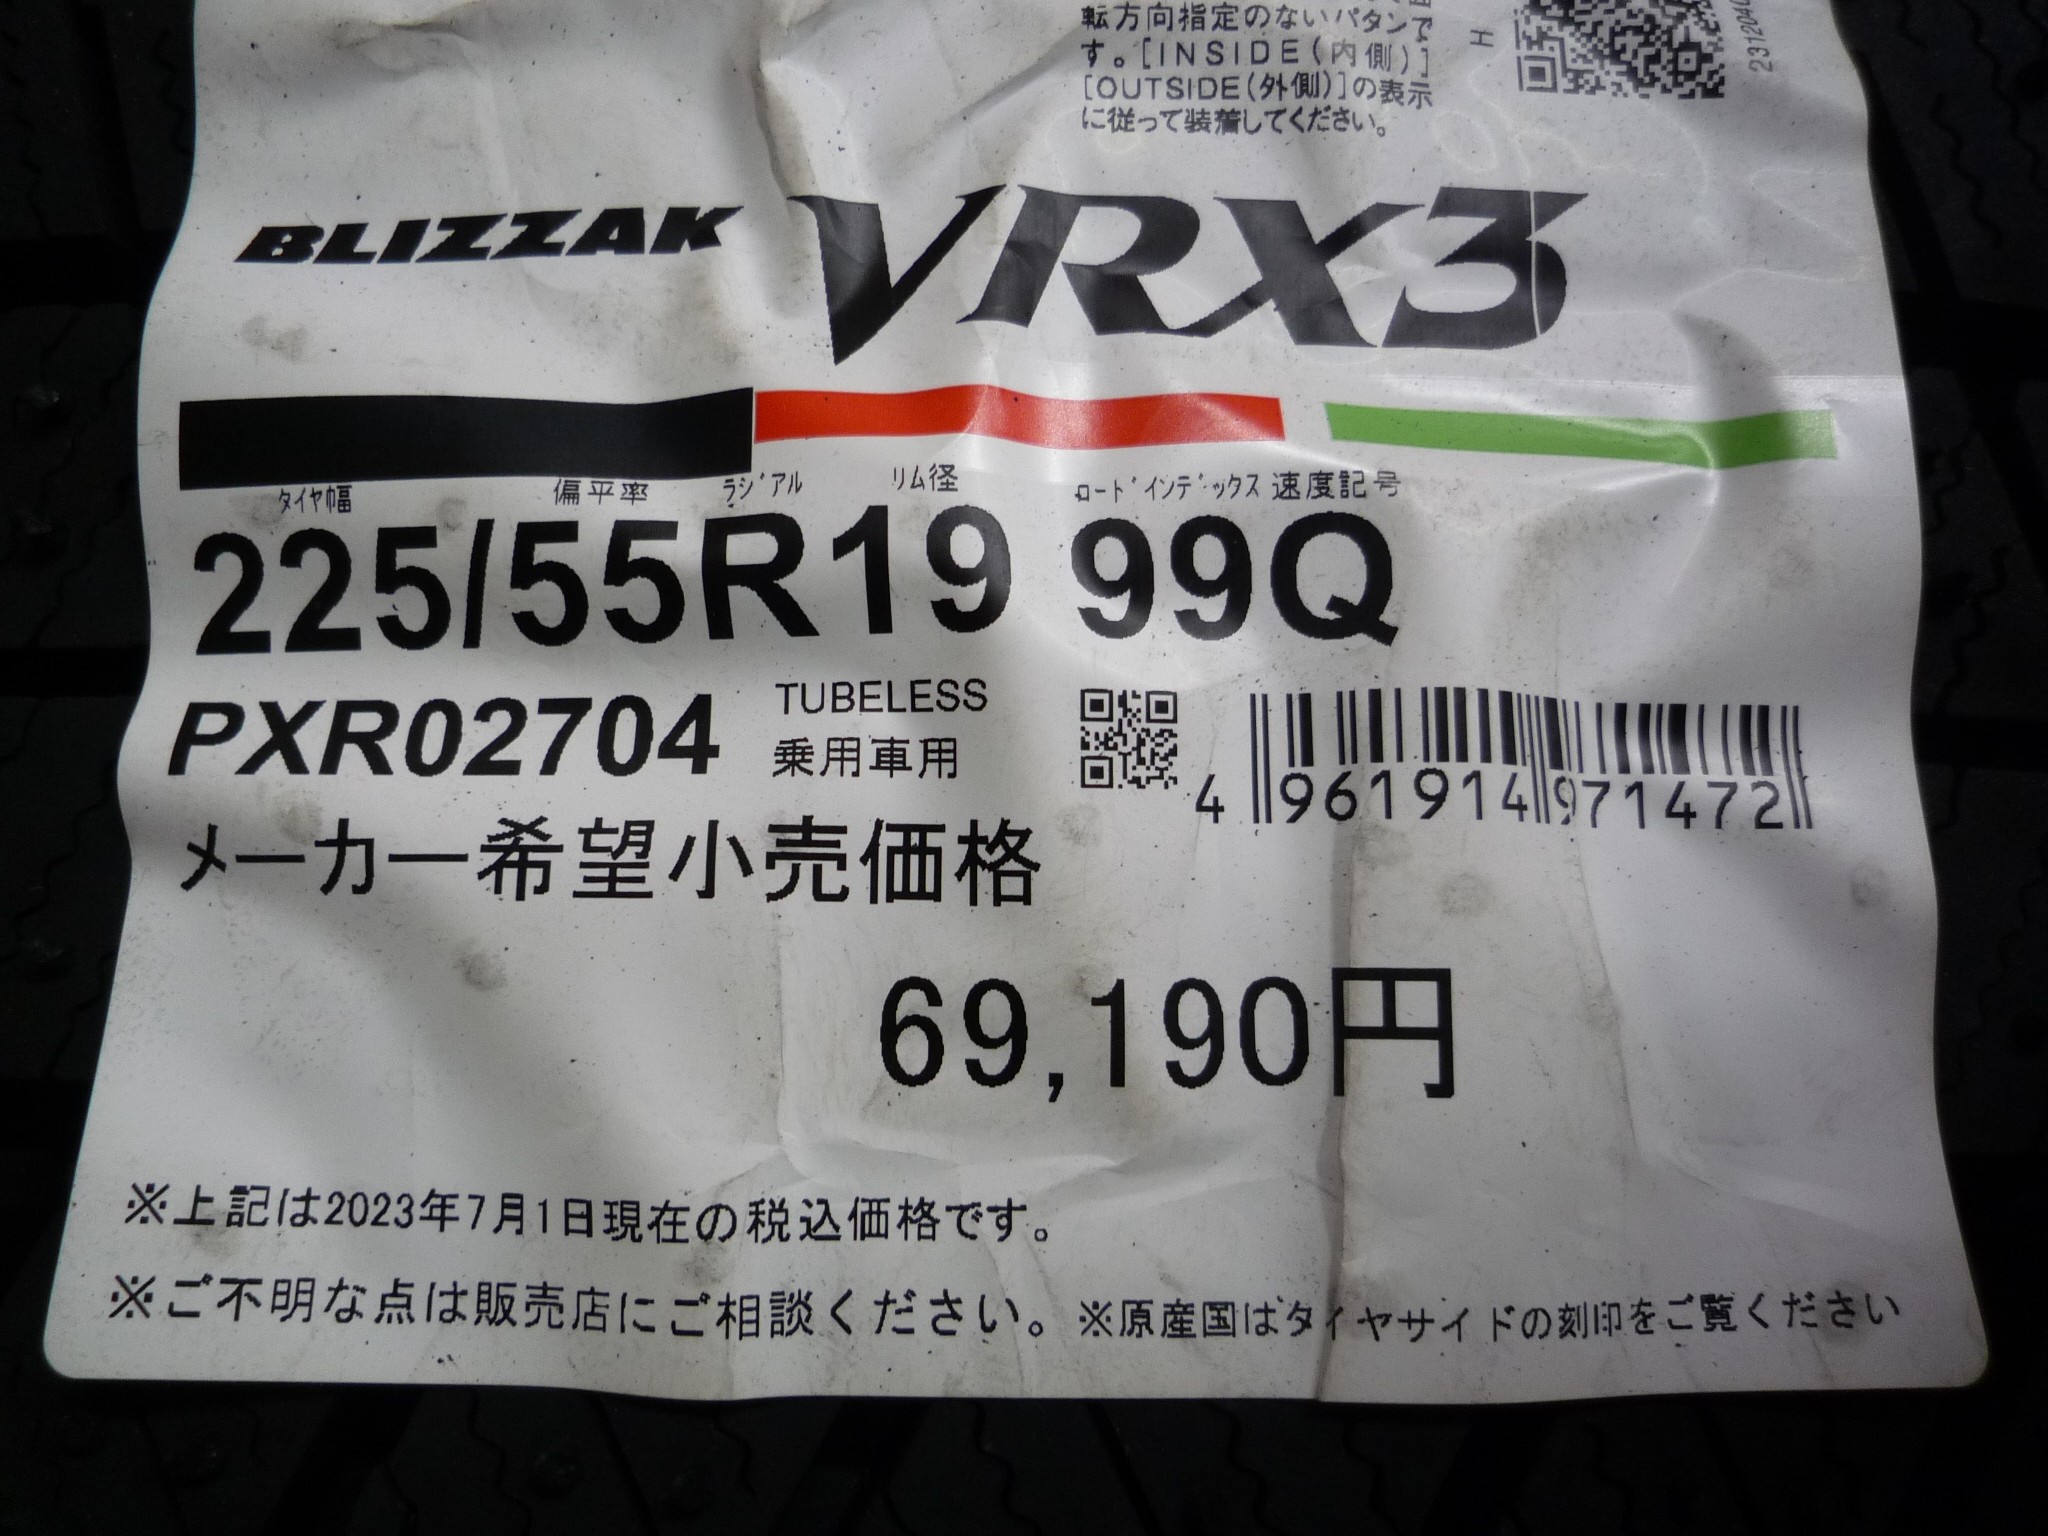 転方向指定のないパタンで
す。[INSIDE(内側)]
[OUTSIDE(外側)]の表示
に従って装着してください。
H
BLIZZAK VRX3
タイヤ幅 偏平率 ラジアル リム径 ロードインデックス 速度記号
225/55R19 99Q
PXR02704 TUBELESS
乗用車用
4 961914 971472
メーカー希望小売価格
69,190円
※上記は2023年7月1日現在の税込価格です。
※ご不明な点は販売店にご相談ください。※原産国はタイヤサイドの刻印をご覧ください